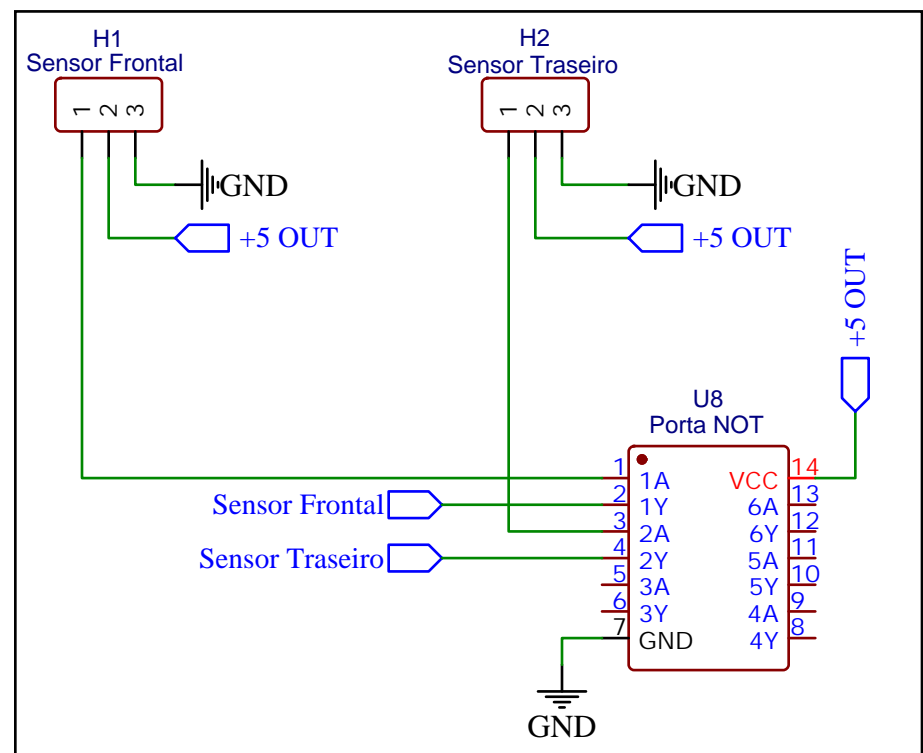 H1
Sensor Frontal
1 2 3
GND
+5 OUT
H2
Sensor Traseiro
1 2 3
GND
+5 OUT
+5 OUT
U8
Porta NOT
1 1A VCC 14
Sensor Frontal 2 1Y 6A 13
3 2A 6Y 12
Sensor Traseiro 4 2Y 5A 11
5 3A 5Y 10
6 3Y 4A 9
7 GND 4Y 8
GND